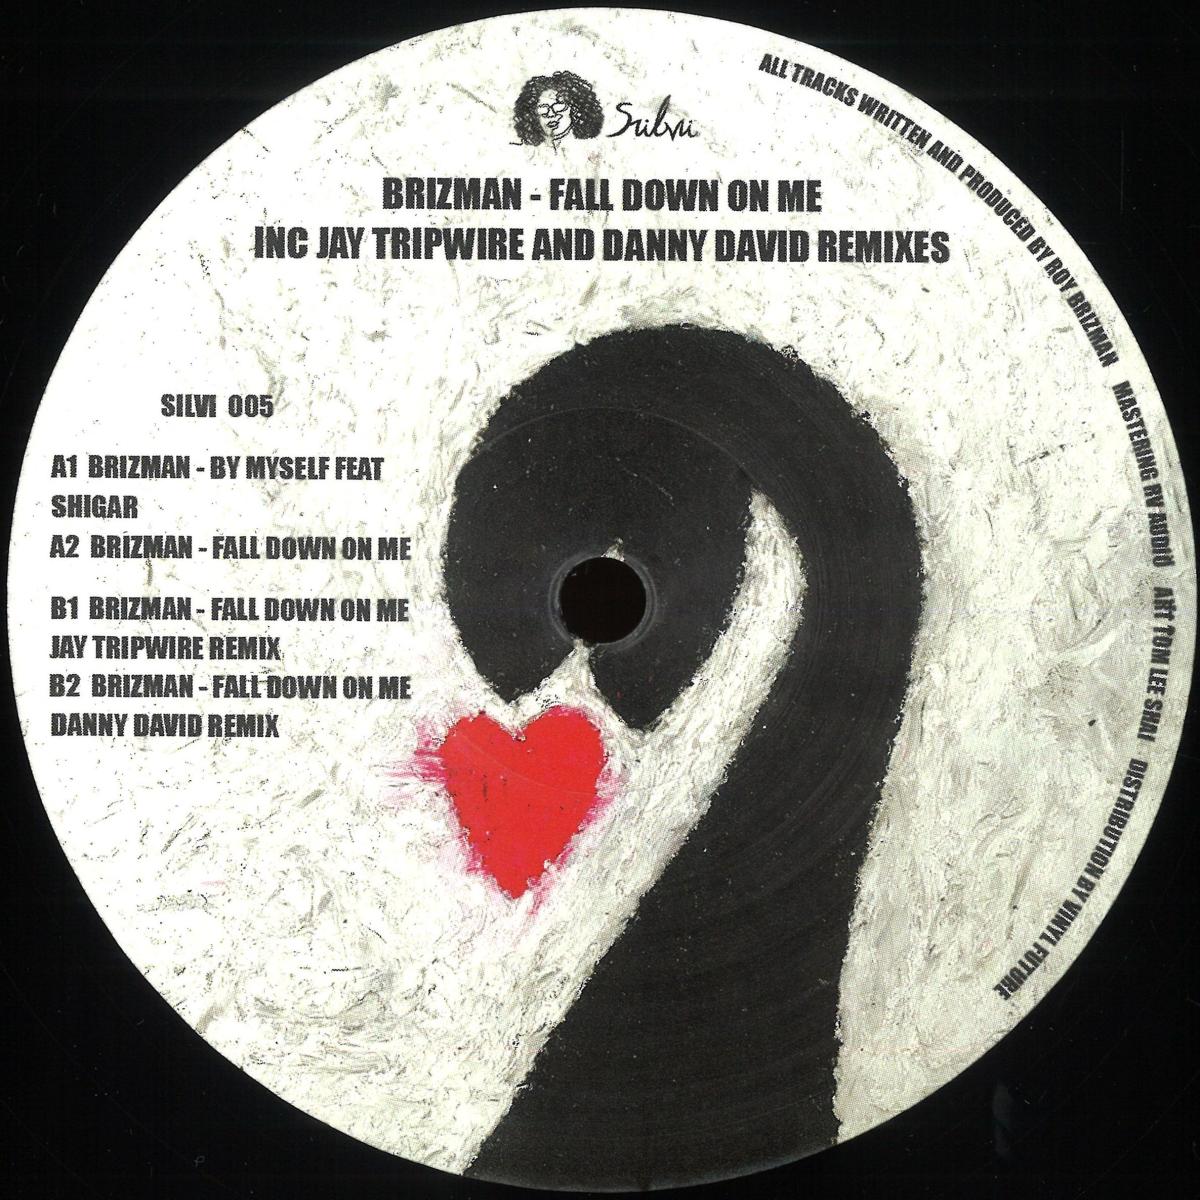 Silvii
BRIZMAN - FALL DOWN ON ME
INC JAY TRIPWIRE AND DANNY DAVID REMIXES
SILVI 005
A1 BRIZMAN - BY MYSELF FEAT
SHIGAR
A2 BRIZMAN - FALL DOWN ON ME
B1 BRIZMAN - FALL DOWN ON ME
JAY TRIPWIRE REMIX
B2 BRIZMAN - FALL DOWN ON ME
DANNY DAVID REMIX
ALL TRACKS WRITTEN AND PRODUCED BY ROY BRIZMAN MASTERING BY ART TOM LEE DISTRIBUTION BY VINYL FUTURE